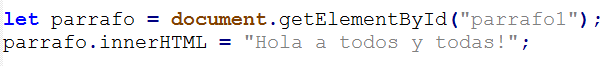 let parrafo = document.getElementById("parrafo1");
parrafo.innerHTML = "Hola a todos y todas!";